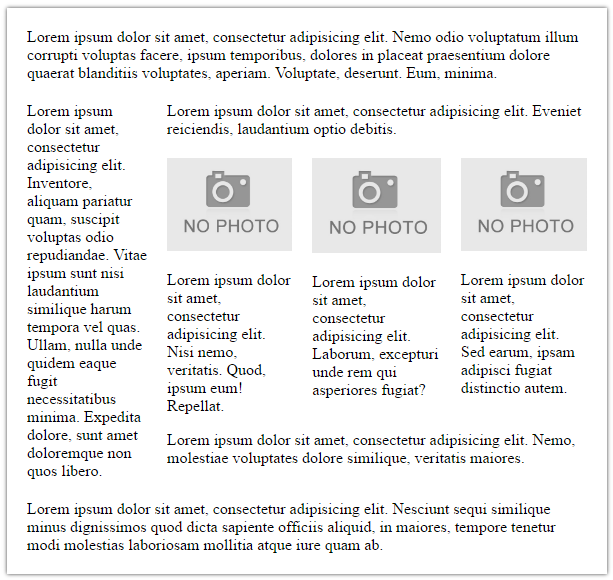 Lorem ipsum dolor sit amet, consectetur adipisicing elit. Nemo odio voluptatum illum
corrupti voluptas facere, ipsum temporibus, dolores in placeat praesentium dolore
quaerat blanditiis voluptates, aperiam. Voluptate, deserunt. Eum, minima.
Lorem ipsum
dolor sit amet,
consectetur
adipisicing elit.
Inventore,
aliquam pariatur
quam, suscipit
voluptas odio
repudiandae. Vitae
ipsum sunt nisi
laudantium
similique harum
tempora vel quas.
Ullam, nulla unde
quidem eaque
fugit
necessitatibus
minima. Expedita
dolore, sunt amet
doloremque non
quos libero.
Lorem ipsum dolor sit amet, consectetur adipisicing elit. Eveniet
reiciendis, laudantium optio debitis.
NO PHOTO
Lorem ipsum dolor
sit amet,
consectetur
adipisicing elit.
Nisi nemo,
veritatis. Quod,
ipsum eum!
Repellat.
NO PHOTO
Lorem ipsum dolor
sit amet,
consectetur
adipisicing elit.
Laborum, excepturi
unde rem qui
asperiores fugiat?
NO PHOTO
Lorem ipsum dolor
sit amet,
consectetur
adipisicing elit.
Sed earum, ipsam
adipisci fugiat
distinctio autem.
Lorem ipsum dolor sit amet, consectetur adipisicing elit. Nemo,
molestiae voluptates dolore similique, veritatis maiores.
Lorem ipsum dolor sit amet, consectetur adipisicing elit. Nesciunt sequi similique
minus dignissimos quod dicta sapiente officiis aliquid, in maiores, tempore tenetur
modi molestias laboriosam mollitia atque iure quam ab.